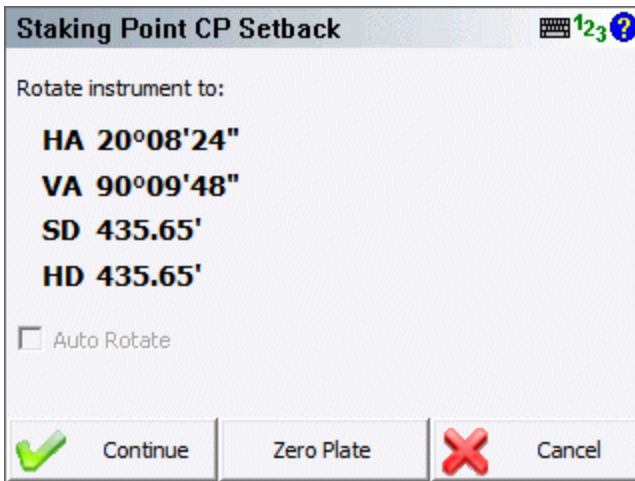 Staking Point CP Setback 123 ?
Rotate instrument to:
HA 20°08'24"
VA 90°09'48"
SD 435.65'
HD 435.65'
Auto Rotate
Continue Zero Plate Cancel